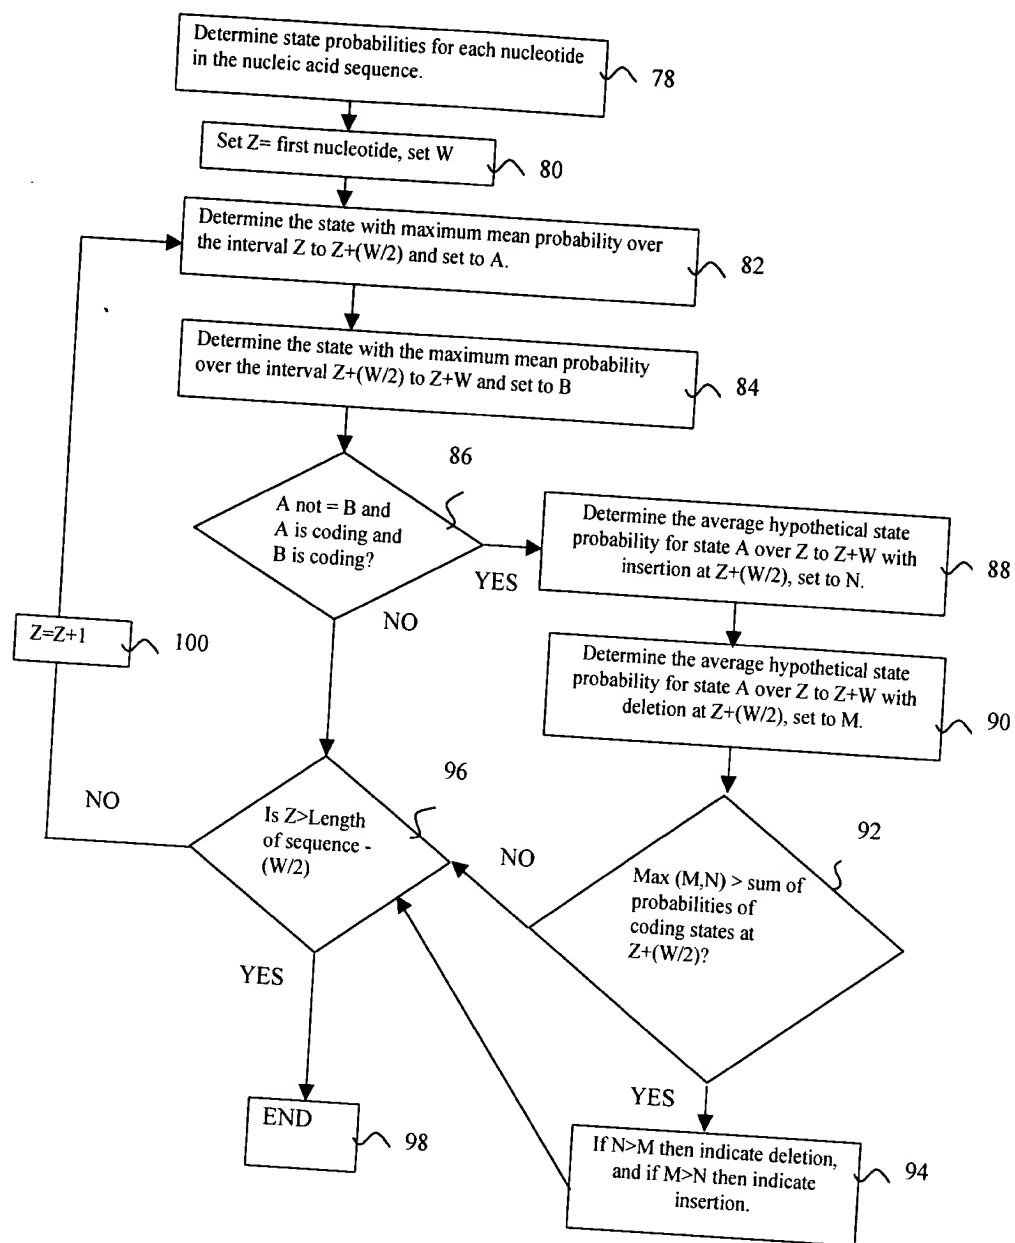 Determine state probabilities for each nucleotide
in the nucleic acid sequence.
78
Set Z= first nucleotide, set W
80
Determine the state with maximum mean probability over
the interval Z to Z+(W/2) and set to A.
82
Determine the state with the maximum mean probability
over the interval Z+(W/2) to Z+W and set to B
84
86
A not = B and
A is coding and
B is coding?
YES
NO
Determine the average hypothetical state
probability for state A over Z to Z+W with
insertion at Z+(W/2), set to N.
88
Z=Z+1
100
Determine the average hypothetical state
probability for state A over Z to Z+W with
deletion at Z+(W/2), set to M.
90
96
Is Z>Length
of sequence -
(W/2)
NO
YES
92
Max (M,N) > sum of
probabilities of
coding states at
Z+(W/2)?
NO
YES
END
98
If N>M then indicate deletion,
and if M>N then indicate
insertion.
94